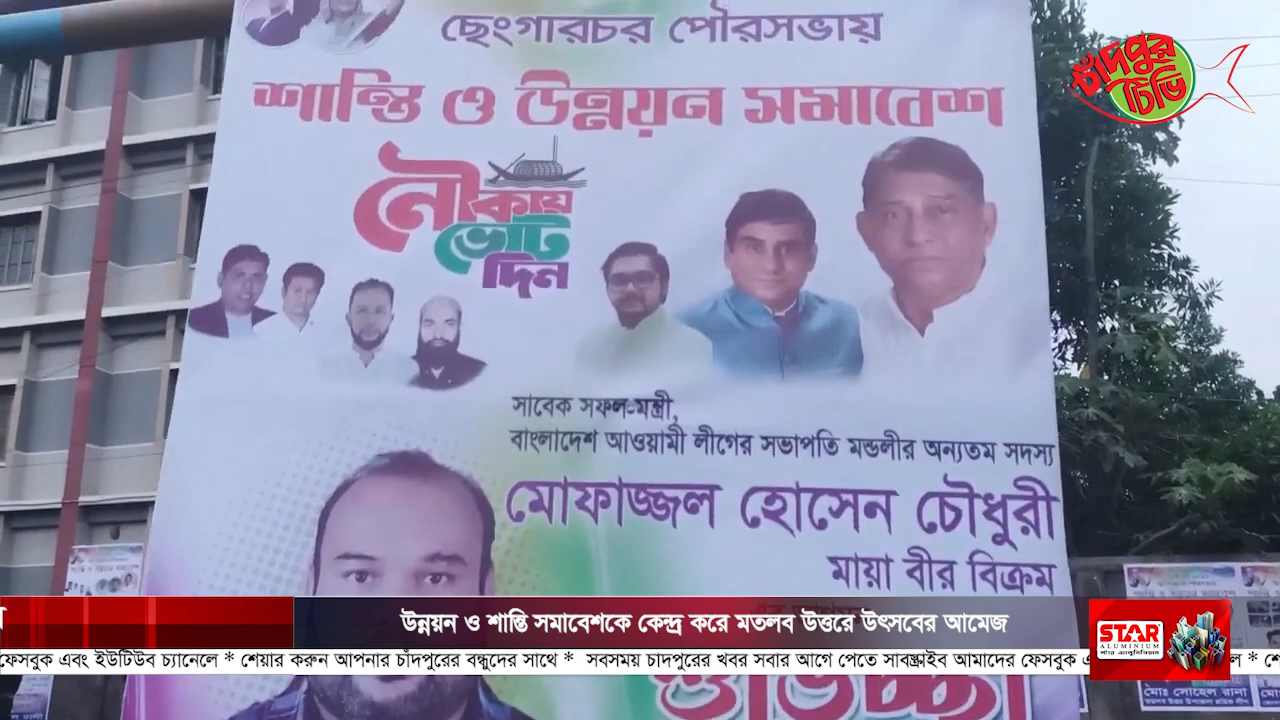 ছেংগারচর পৌরসভায়
শান্তি ও উন্নয়ন সমাবেশ
চাঁদপুর
টিভি
নৌকায়
ভোট
দিন
সাবেক সফল-মন্ত্রী,
বাংলাদেশ আওয়ামী লীগের সভাপতি মন্ডলীর অন্যতম সদস্য
মোফাজ্জল হোসেন চৌধুরী
মায়া বীর বিক্রম
উন্নয়ন ও শান্তি সমাবেশকে কেন্দ্র করে মতলব উত্তরে উৎসবের আমেজ
STAR
ALUMINIUM
স্টার এ্যালুমিনিয়াম
ফেসবুক এবং ইউটিউব চ্যানেলে * শেয়ার করুন আপনার চাঁদপুরের বন্ধুদের সাথে * সবসময় চাদপুরের খবর সবার আগে পেতে সাবস্ক্রাইব আমাদের ফেসবুক
শুভেচ্ছা
মোঃ সোহেল রানা